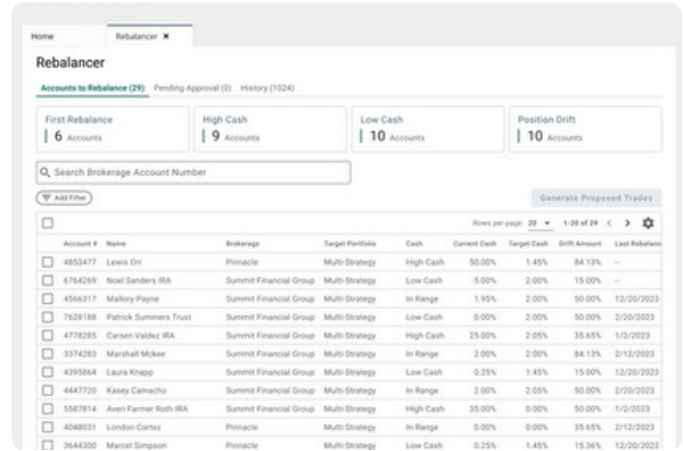 Home Rebalancer ✖
Rebalancer
Accounts to Rebalance (29) Pending Approval (0) History (1024)
First Rebalance High Cash Low Cash Position Drift
6 Accounts 9 Accounts 10 Accounts 10 Accounts
Search Brokerage Account Number
Add Filter Generate Proposed Trades
Rows per page: 20 1-20 of 29
Account # Name Brokerage Target Portfolio Cash Current Cash Target Cash Drift Amount Last Rebalanc
4853477 Lewis Orr Pinnacle Multi-Strategy High Cash 50.00% 1.45% 84.13% --
6764269 Noel Sanders IRA Summit Financial Group Multi-Strategy Low Cash -5.00% 2.00% 15.00% --
4566317 Mallory Payne Summit Financial Group Multi-Strategy In Range 1.95% 2.00% 50.00% 12/20/2023
7628188 Patrick Summers Trust Summit Financial Group Multi-Strategy Low Cash 0.00% 2.00% 50.00% 2/20/2023
4778285 Carsen Valdez IRA Summit Financial Group Multi-Strategy High Cash 25.00% 2.05% 35.65% 1/2/2023
3374283 Marshall Mckee Summit Financial Group Multi-Strategy In Range 2.00% 2.00% 84.13% 2/12/2023
4395864 Laura Knapp Summit Financial Group Multi-Strategy Low Cash 0.25% 1.45% 15.00% 12/20/2023
4447720 Kasey Camacho Summit Financial Group Multi-Strategy In Range 2.00% 2.05% 50.00% 2/20/2023
5587814 Averi Farmer Roth IRA Summit Financial Group Multi-Strategy High Cash 35.00% 0.00% 50.00% 1/2/2023
4048031 London Cortez Pinnacle Multi-Strategy In Range 0.00% 0.00% 35.65% 2/12/2023
3644300 Marcel Simpson Pinnacle Multi-Strategy Low Cash 0.25% 1.45% 15.36% 12/20/2023